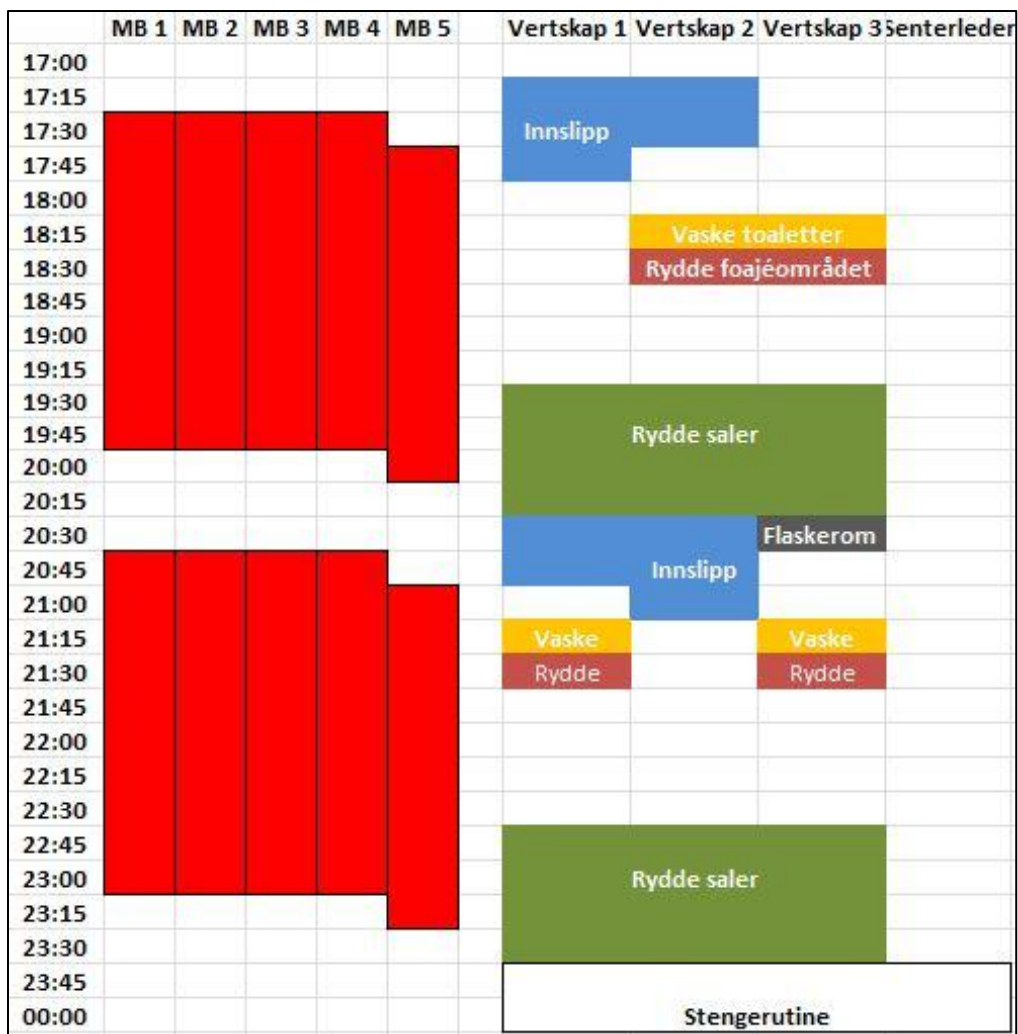 MB 1 MB 2 MB 3 MB 4 MB 5 Vertskap 1 Vertskap 2 Vertskap 3 Senterleder
17:00
17:15
17:30 Innslipp
17:45
18:00
18:15 Vaske toaletter
18:30 Rydde foajéområdet
18:45
19:00
19:15
19:30
19:45 Rydde saler
20:00
20:15
20:30 Flaskerom
20:45 Innslipp
21:00
21:15 Vaske Vaske
21:30 Rydde Rydde
21:45
22:00
22:15
22:30
22:45
23:00 Rydde saler
23:15
23:30
23:45
00:00 Stengerutine